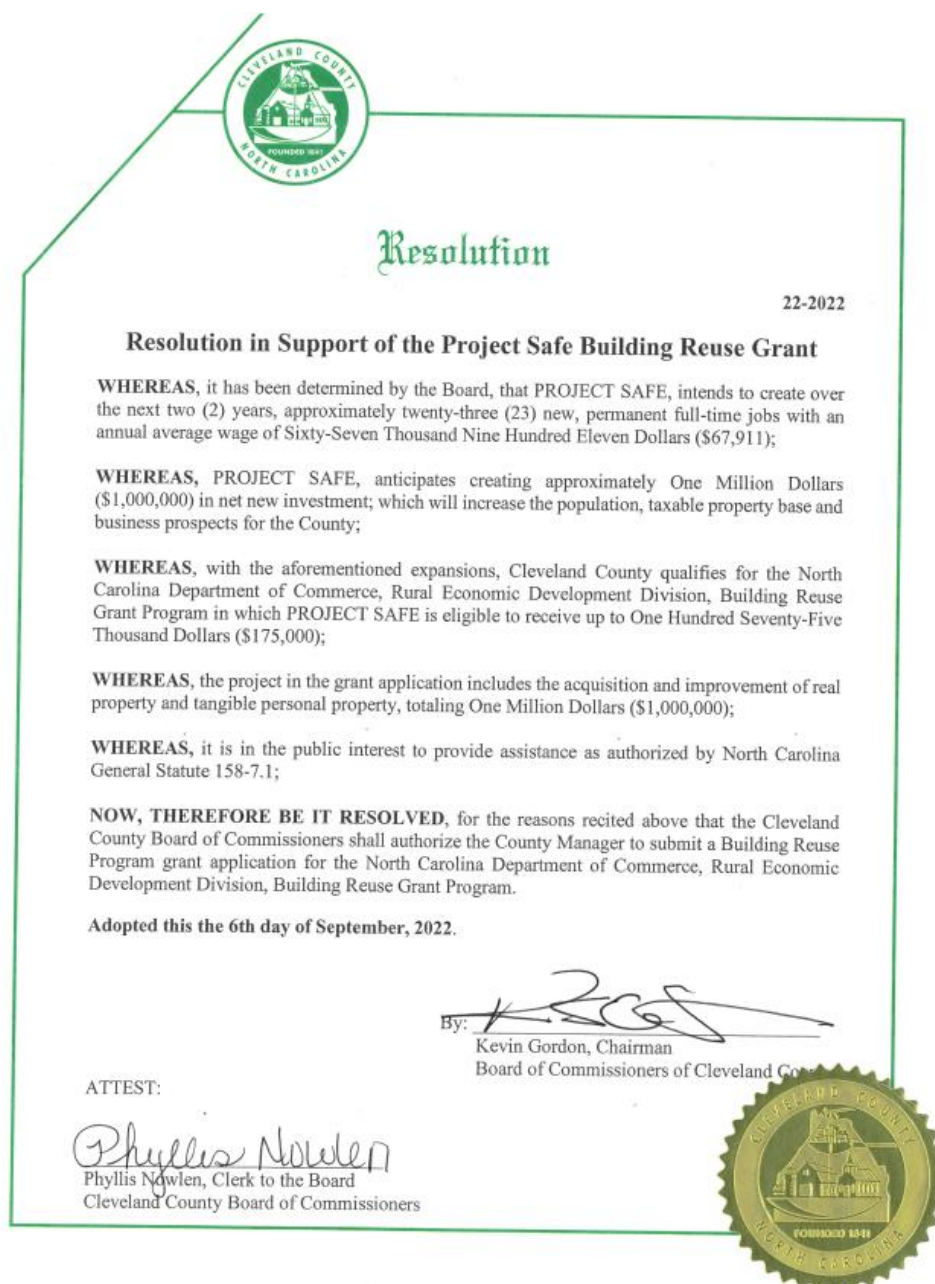 CLEVELAND COUNTY
FOUNDED 1841
NORTH CAROLINA
Resolution
22-2022
Resolution in Support of the Project Safe Building Reuse Grant
WHEREAS, it has been determined by the Board, that PROJECT SAFE, intends to create over
the next two (2) years, approximately twenty-three (23) new, permanent full-time jobs with an
annual average wage of Sixty-Seven Thousand Nine Hundred Eleven Dollars ($67,911);
WHEREAS, PROJECT SAFE, anticipates creating approximately One Million Dollars
($1,000,000) in net new investment; which will increase the population, taxable property base and
business prospects for the County;
WHEREAS, with the aforementioned expansions, Cleveland County qualifies for the North
Carolina Department of Commerce, Rural Economic Development Division, Building Reuse
Grant Program in which PROJECT SAFE is eligible to receive up to One Hundred Seventy-Five
Thousand Dollars ($175,000);
WHEREAS, the project in the grant application includes the acquisition and improvement of real
property and tangible personal property, totaling One Million Dollars ($1,000,000);
WHEREAS, it is in the public interest to provide assistance as authorized by North Carolina
General Statute 158-7.1;
NOW, THEREFORE BE IT RESOLVED, for the reasons recited above that the Cleveland
County Board of Commissioners shall authorize the County Manager to submit a Building Reuse
Program grant application for the North Carolina Department of Commerce, Rural Economic
Development Division, Building Reuse Grant Program.
Adopted this the 6th day of September, 2022.
By:
Kevin Gordon, Chairman
Board of Commissioners of Cleveland
ATTEST:
Phyllis Nowlen
Phyllis Nowlen, Clerk to the Board
Cleveland County Board of Commissioners
CLEVELAND COUNTY
FOUNDED 1841
NORTH CAROLINA